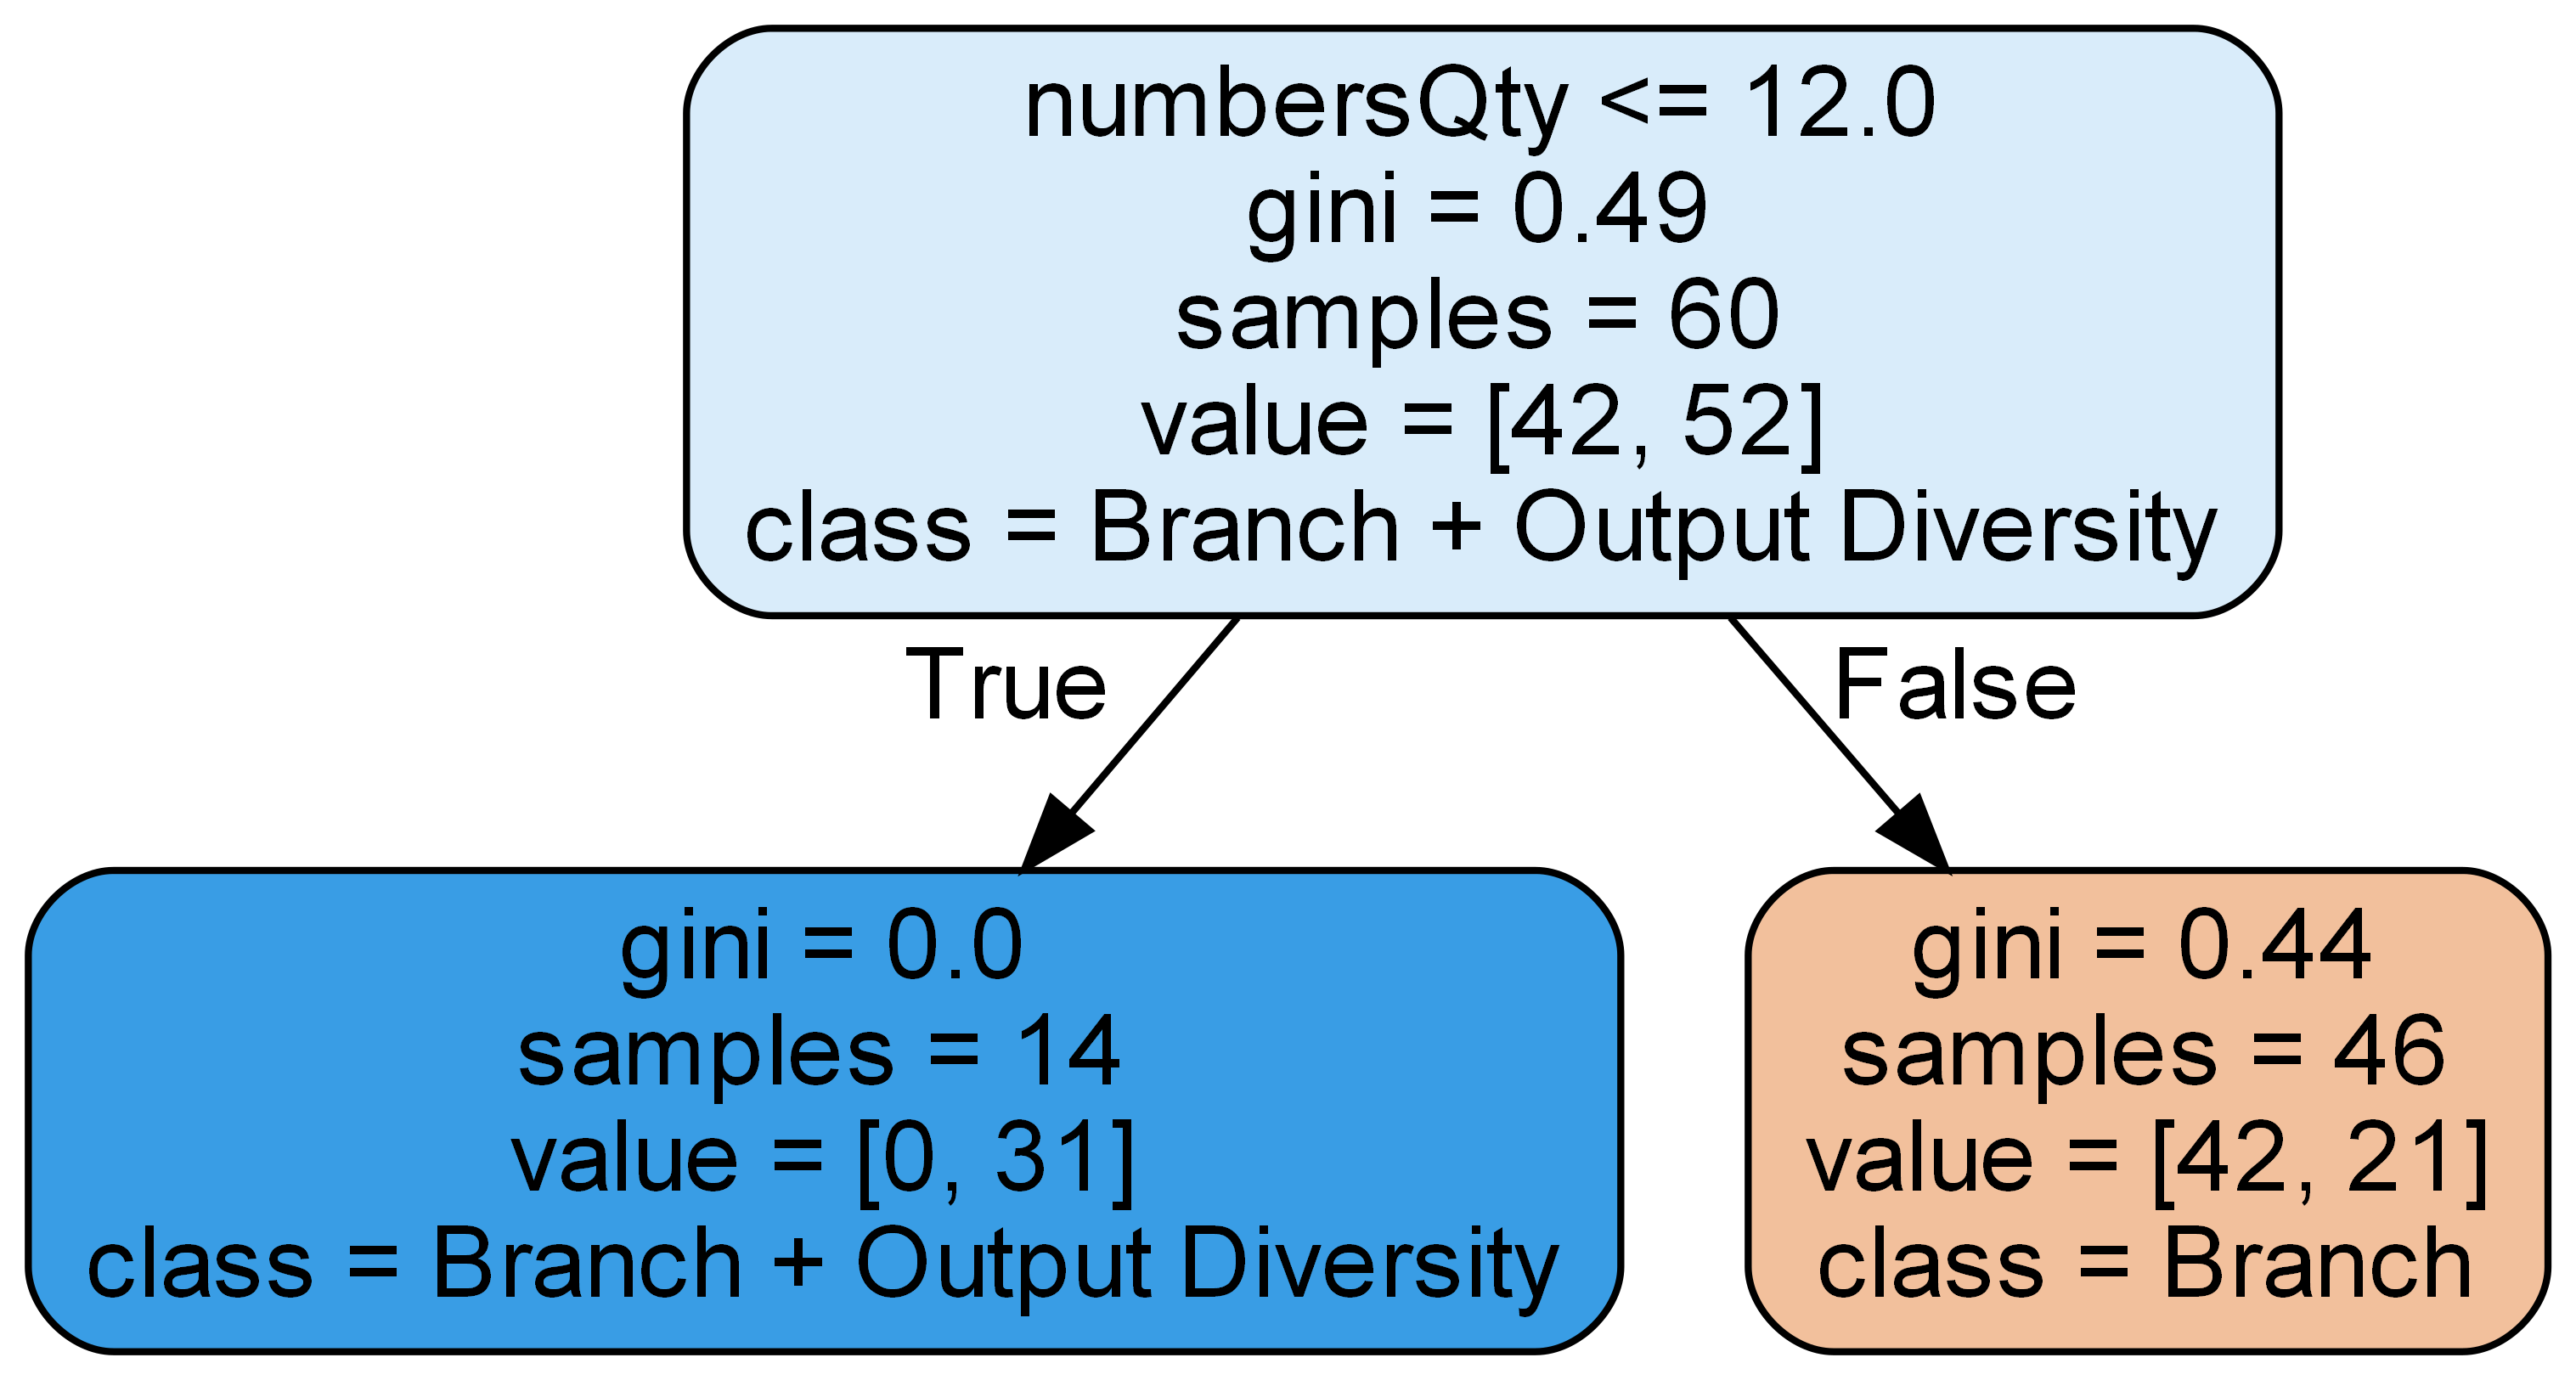 numbersQty <= 12.0
gini = 0.49
samples = 60
value = [42, 52]
class = Branch + Output Diversity
True
False
gini = 0.0
samples = 14
value = [0, 31]
class = Branch + Output Diversity
gini = 0.44
samples = 46
value = [42, 21]
class = Branch